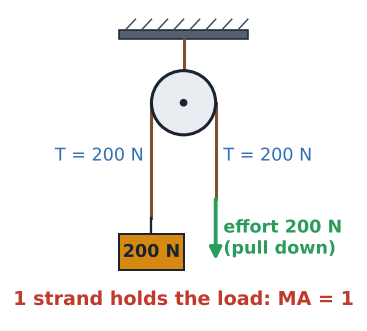 T = 200 N
T = 200 N
effort 200 N
(pull down)
200 N
1 strand holds the load: MA = 1